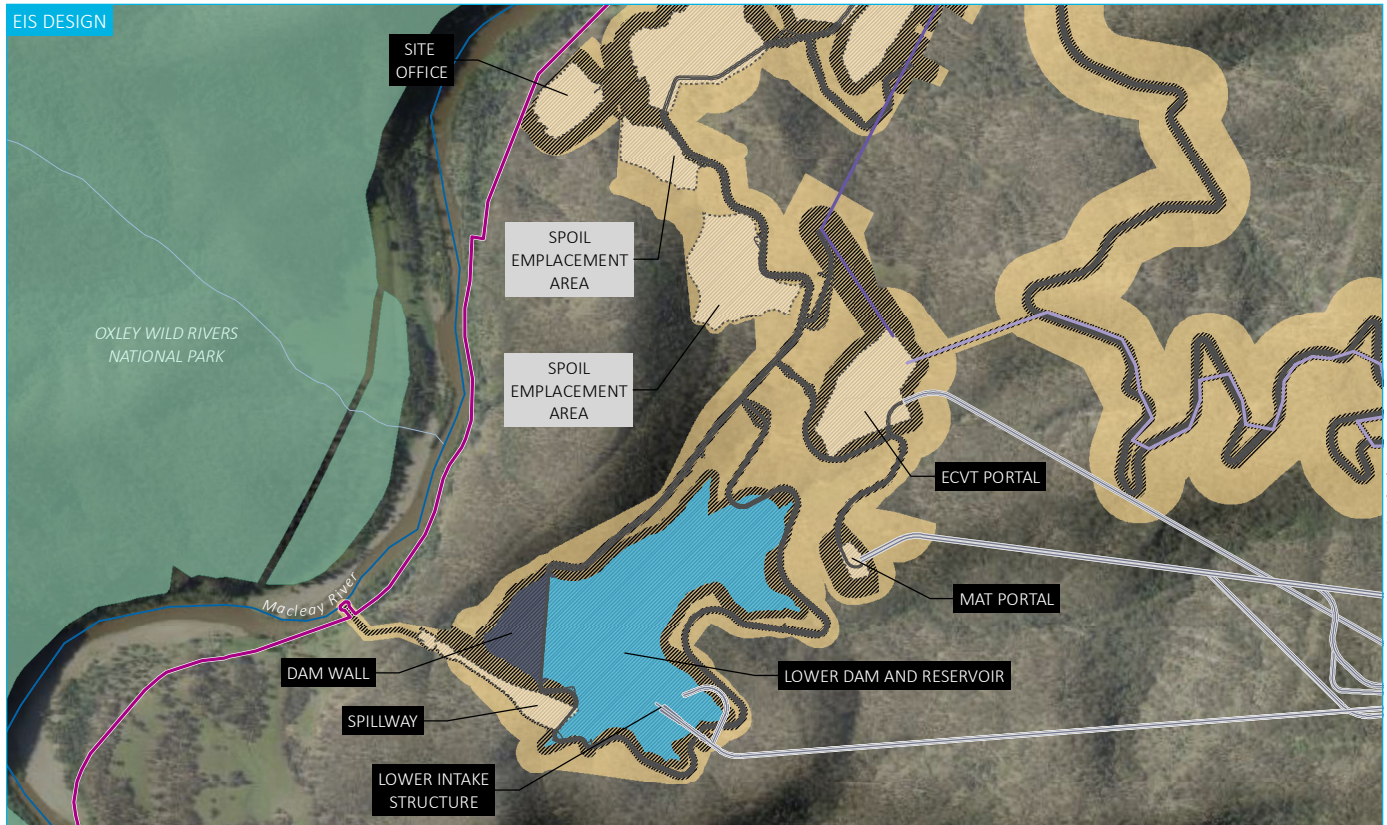 EIS DESIGN
SITE
OFFICE
SPOIL
EMPLACEMENT
AREA
OXLEY WILD RIVERS
NATIONAL PARK
SPOIL
EMPLACEMENT
AREA
ECVT PORTAL
MAT PORTAL
Macleay River
DAM WALL
LOWER DAM AND RESERVOIR
SPILLWAY
LOWER INTAKE
STRUCTURE